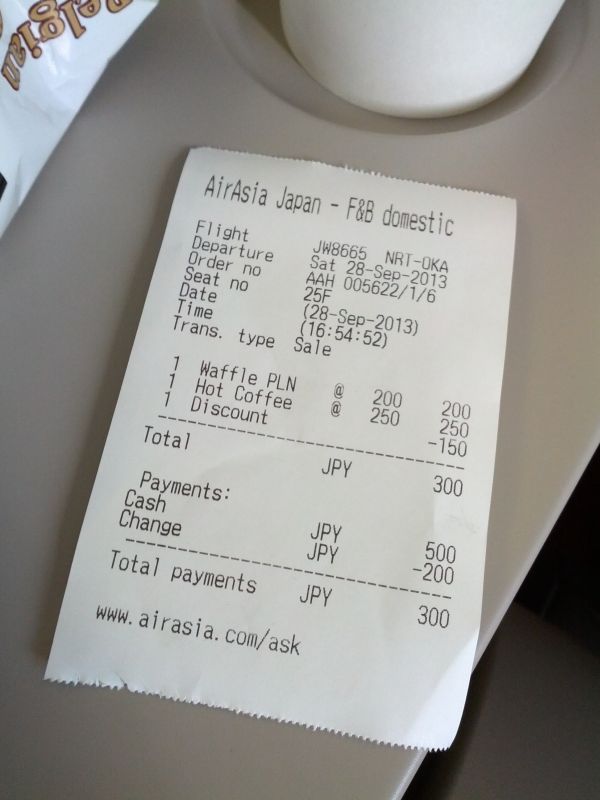 Belgian
AirAsia Japan - F&B domestic
Flight JW8665 NRT-OKA
Departure Sat 28-Sep-2013
Order no AAH 005622/1/6
Seat no 25F
Date (28-Sep-2013)
Time (16:54:52)
Trans. type Sale
1 Waffle PLN @ 200 200
1 Hot Coffee @ 250 250
1 Discount -150
Total JPY 300
Payments:
Cash JPY 500
Change JPY -200
Total payments JPY 300
www.airasia.com/ask